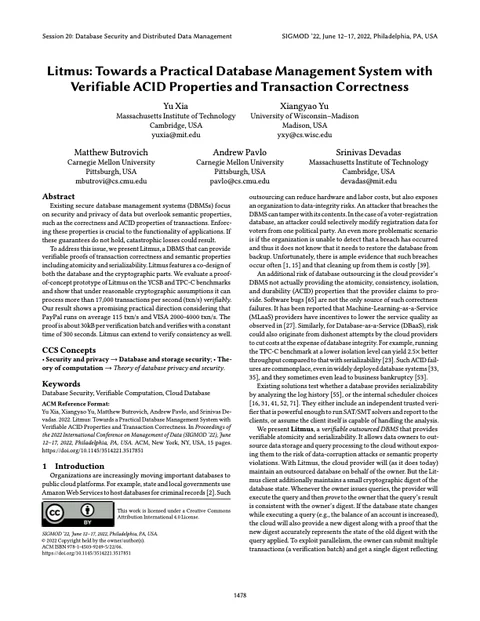 Session 20: Database Security and Distributed Data Management
SIGMOD '22, June 12–17, 2022, Philadelphia, PA, USA
Litmus: Towards a Practical Database Management System with
Verifiable ACID Properties and Transaction Correctness
Yu Xia
Massachusetts Institute of Technology
Cambridge, USA
yuxia@mit.edu
Xiangyao Yu
University of Wisconsin–Madison
Madison, USA
yxy@cs.wisc.edu
Matthew Butrovich
Carnegie Mellon University
Pittsburgh, USA
mbutrovi@cs.cmu.edu
Andrew Pavlo
Carnegie Mellon University
Pittsburgh, USA
pavlo@cs.cmu.edu
Srinivas Devadas
Massachusetts Institute of Technology
Cambridge, USA
devadas@mit.edu
Abstract
Existing secure database management systems (DBMSs) focus
on security and privacy of data but overlook semantic properties,
such as the correctness and ACID properties of transactions. Enforc-
ing these properties is crucial to the functionality of applications. If
these guarantees do not hold, catastrophic losses could result.
To address this issue, we present Litmus, a DBMS that can provide
verifiable proofs of transaction correctness and semantic properties
including atomicity and serializability. Litmus features a co-design of
both the database and the cryptographic parts. We evaluate a proof-
of-concept prototype of Litmus on the YCSB and TPC-C benchmarks
and show that under reasonable cryptographic assumptions it can
process more than 17,000 transactions per second (txn/s) verifiably.
Our result shows a promising practical direction considering that
PayPal runs on average 115 txn/s and VISA 2000-4000 txn/s. The
proof is about 30kB per verification batch and verifies with a constant
time of 300 seconds. Litmus can extend to verify consistency as well.
CCS Concepts
• Security and privacy → Database and storage security; • The-
ory of computation → Theory of database privacy and security.
Keywords
Database Security, Verifiable Computation, Cloud Database
ACM Reference Format:
Yu Xia, Xiangyao Yu, Matthew Butrovich, Andrew Pavlo, and Srinivas De-
vadas. 2022. Litmus: Towards a Practical Database Management System with
Verifiable ACID Properties and Transaction Correctness. In Proceedings of
the 2022 International Conference on Management of Data (SIGMOD '22), June
12–17, 2022, Philadelphia, PA, USA. ACM, New York, NY, USA, 15 pages.
https://doi.org/10.1145/3514221.3517851
1 Introduction
Organizations are increasingly moving important databases to
public cloud platforms. For example, state and local governments use
Amazon Web Services to host databases for criminal records [2]. Such
cc
BY
This work is licensed under a Creative Commons
Attribution International 4.0 License.
SIGMOD '22, June 12–17, 2022, Philadelphia, PA, USA.
© 2022 Copyright held by the owner/author(s).
ACM ISBN 978-1-4503-9249-5/22/06.
https://doi.org/10.1145/3514221.3517851
outsourcing can reduce hardware and labor costs, but also exposes
an organization to data-integrity risks. An attacker that breaches the
DBMS can tamper with its contents. In the case of a voter-registration
database, an attacker could selectively modify registration data for
voters from one political party. An even more problematic scenario
is if the organization is unable to detect that a breach has occurred
and thus it does not know that it needs to restore the database from
backup. Unfortunately, there is ample evidence that such breaches
occur often [1, 15] and that cleaning up from them is costly [39].
An additional risk of database outsourcing is the cloud provider's
DBMS not actually providing the atomicity, consistency, isolation,
and durability (ACID) properties that the provider claims to pro-
vide. Software bugs [65] are not the only source of such correctness
failures. It has been reported that Machine-Learning-as-a-Service
(MLaaS) providers have incentives to lower the service quality as
observed in [27]. Similarly, for Database-as-a-Service (DBaaS), risk
could also originate from dishonest attempts by the cloud providers
to cut costs at the expense of database integrity. For example, running
the TPC-C benchmark at a lower isolation level can yield 2.5× better
throughput compared to that with serializability [23]. Such ACID fail-
ures are commonplace, even in widely deployed database systems [33,
35], and they sometimes even lead to business bankruptcy [53].
Existing solutions test whether a database provides serializability
by analyzing the log history [55], or the internal scheduler choices
[16, 31, 41, 52, 71]. They either include an independent trusted veri-
fier that is powerful enough to run SAT/SMT solvers and report to the
clients, or assume the client itself is capable of handling the analysis.
We present Litmus, a verifiable outsourced DBMS that provides
verifiable atomicity and serializability. It allows data owners to out-
source data storage and query processing to the cloud without expos-
ing them to the risk of data-corruption attacks or semantic property
violations. With Litmus, the cloud provider will (as it does today)
maintain an outsourced database on behalf of the owner. But the Lit-
mus client additionally maintains a small cryptographic digest of the
database state. Whenever the owner issues queries, the provider will
execute the query and then prove to the owner that the query's result
is consistent with the owner's digest. If the database state changes
while executing a query (e.g., the balance of an account is increased),
the cloud will also provide a new digest along with a proof that the
new digest accurately represents the state of the old digest with the
query applied. To exploit parallelism, the owner can submit multiple
transactions (a verification batch) and get a single digest reflecting
1478